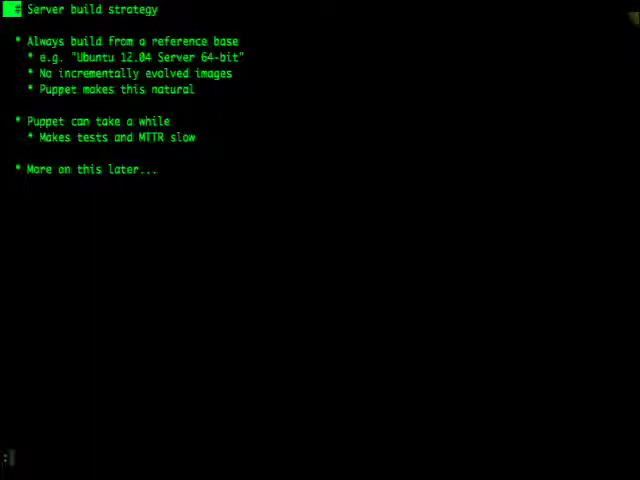 # Server build strategy
* Always build from a reference base
* e.g. "Ubuntu 12.04 Server 64-bit"
* No incrementally evolved images
* Puppet makes this natural
* Puppet can take a while
* Makes tests and MTTR slow
* More on this later...
: